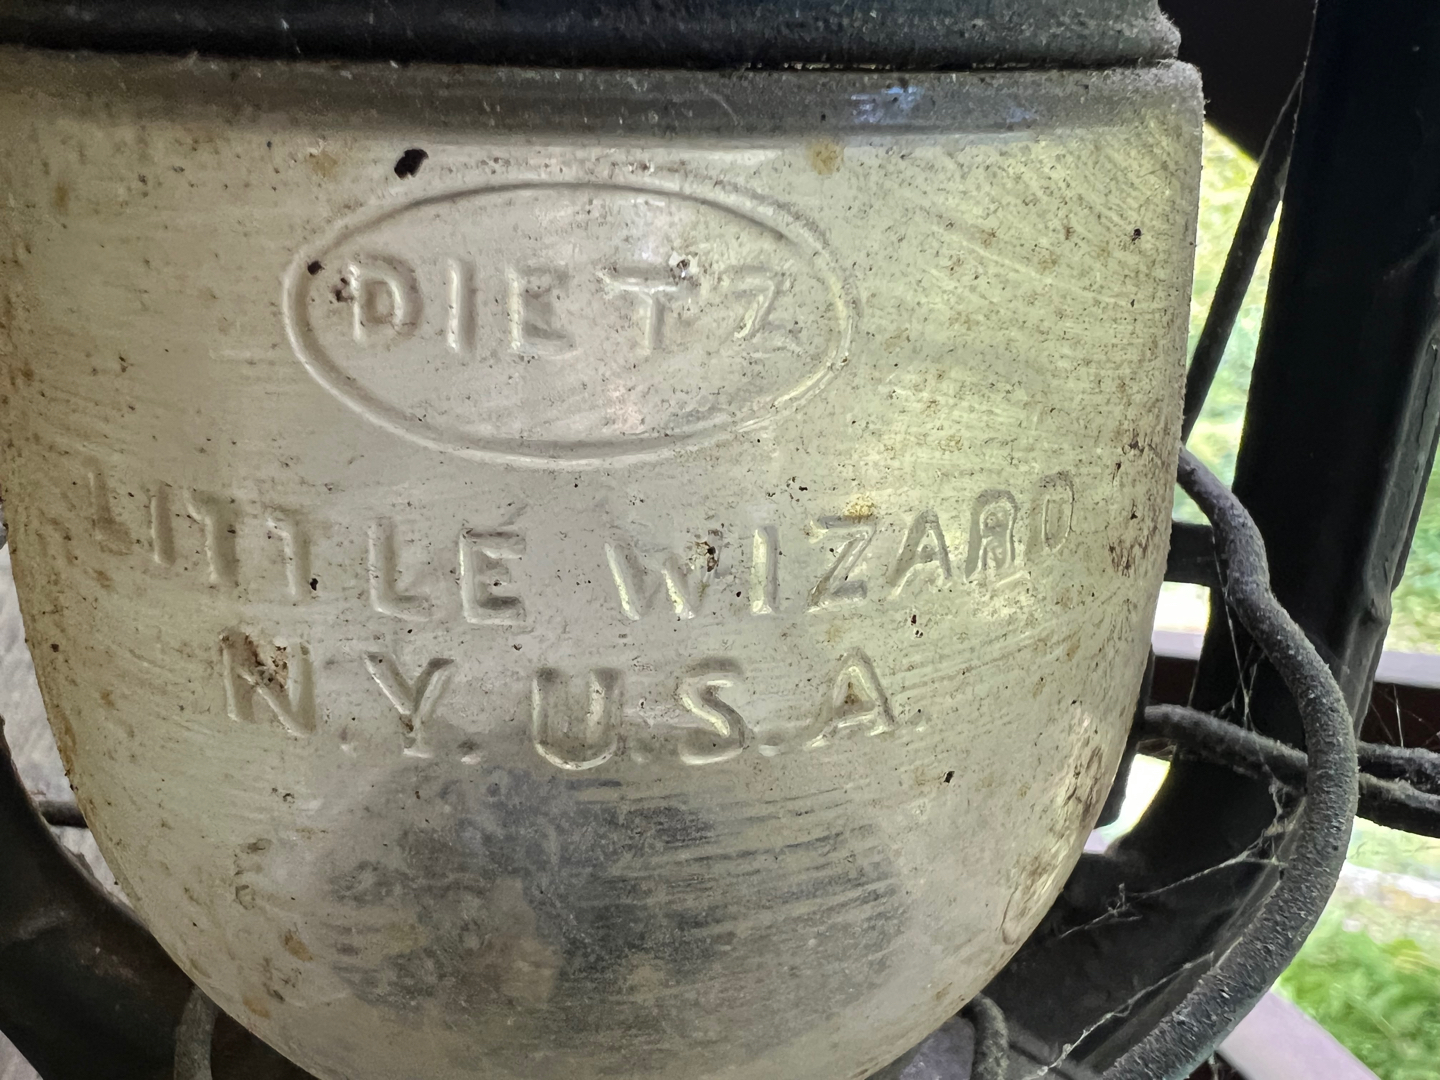 DIETZ
LITTLE WIZARD
N.Y. U.S.A.